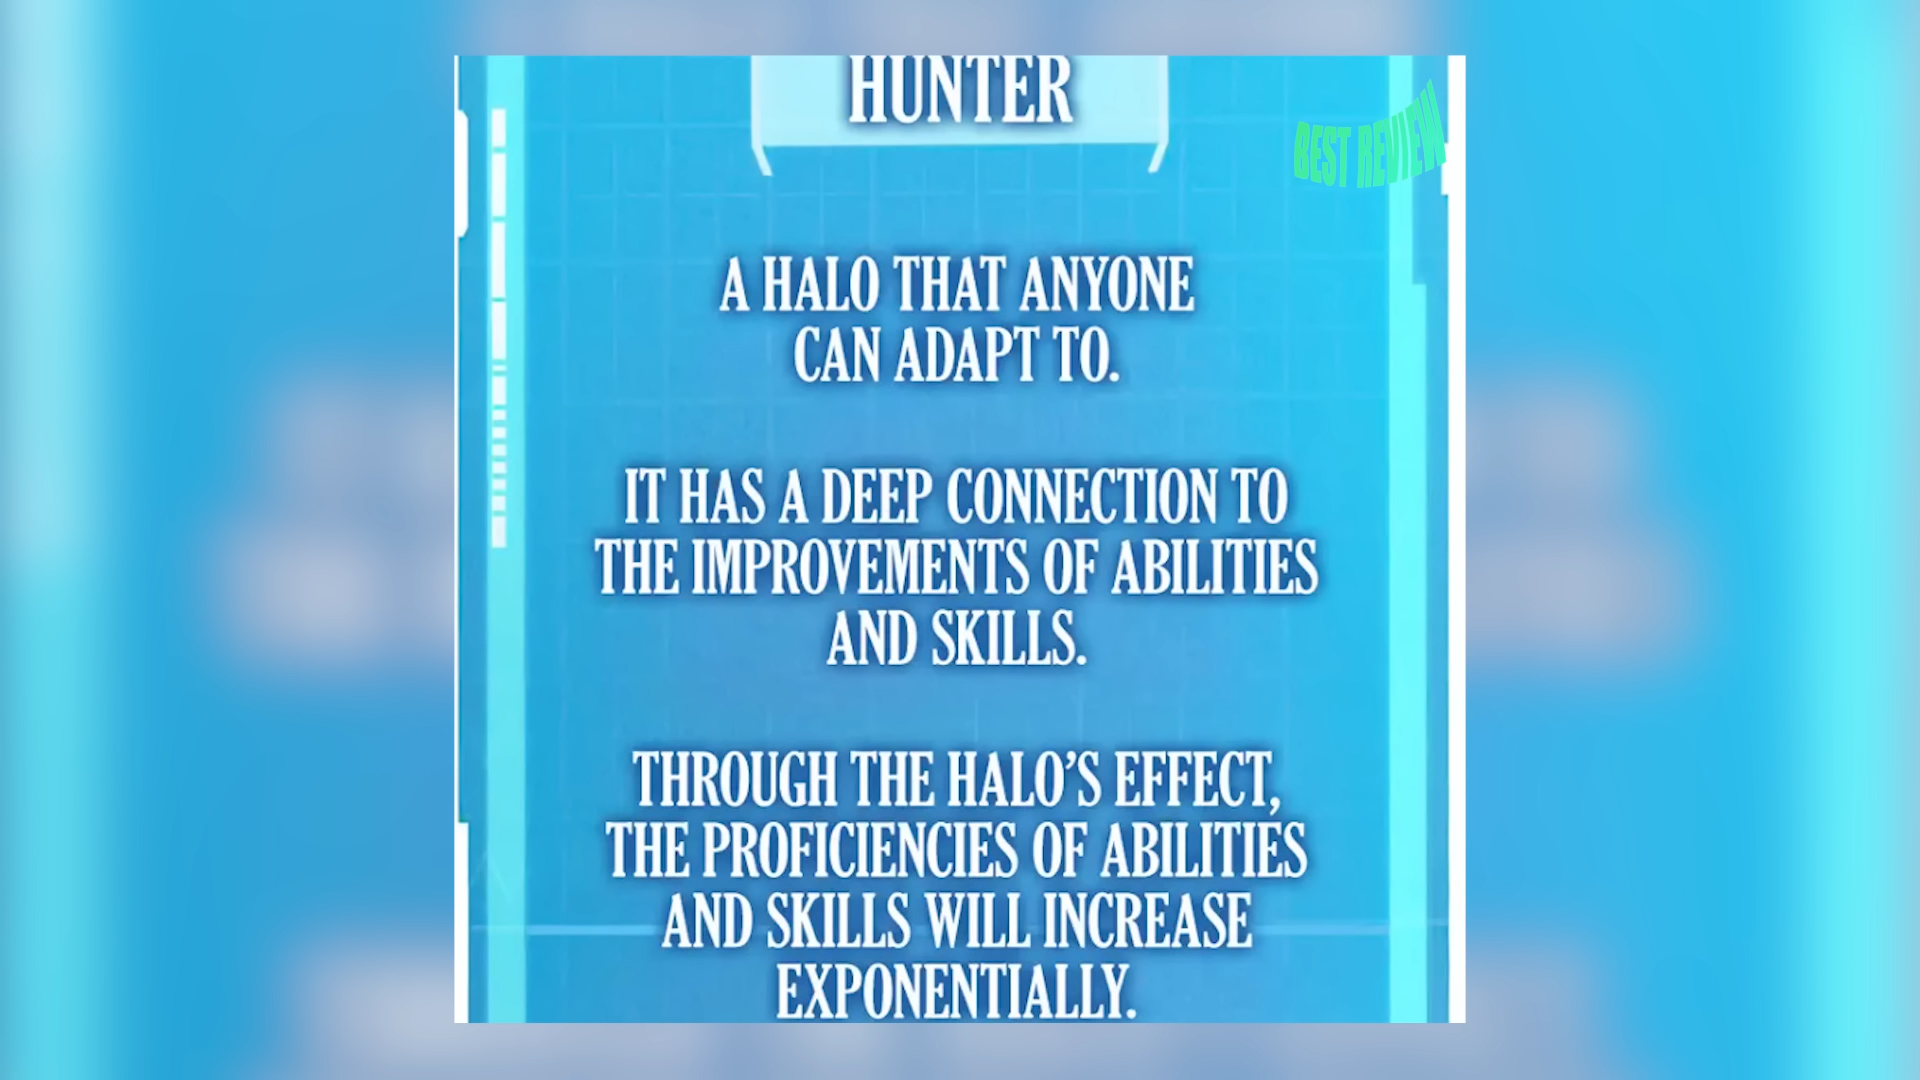 HUNTER
BEST REVIEW
A HALO THAT ANYONE
CAN ADAPT TO.
IT HAS A DEEP CONNECTION TO
THE IMPROVEMENTS OF ABILITIES
AND SKILLS.
THROUGH THE HALO'S EFFECT,
THE PROFICIENCIES OF ABILITIES
AND SKILLS WILL INCREASE
EXPONENTIALLY.